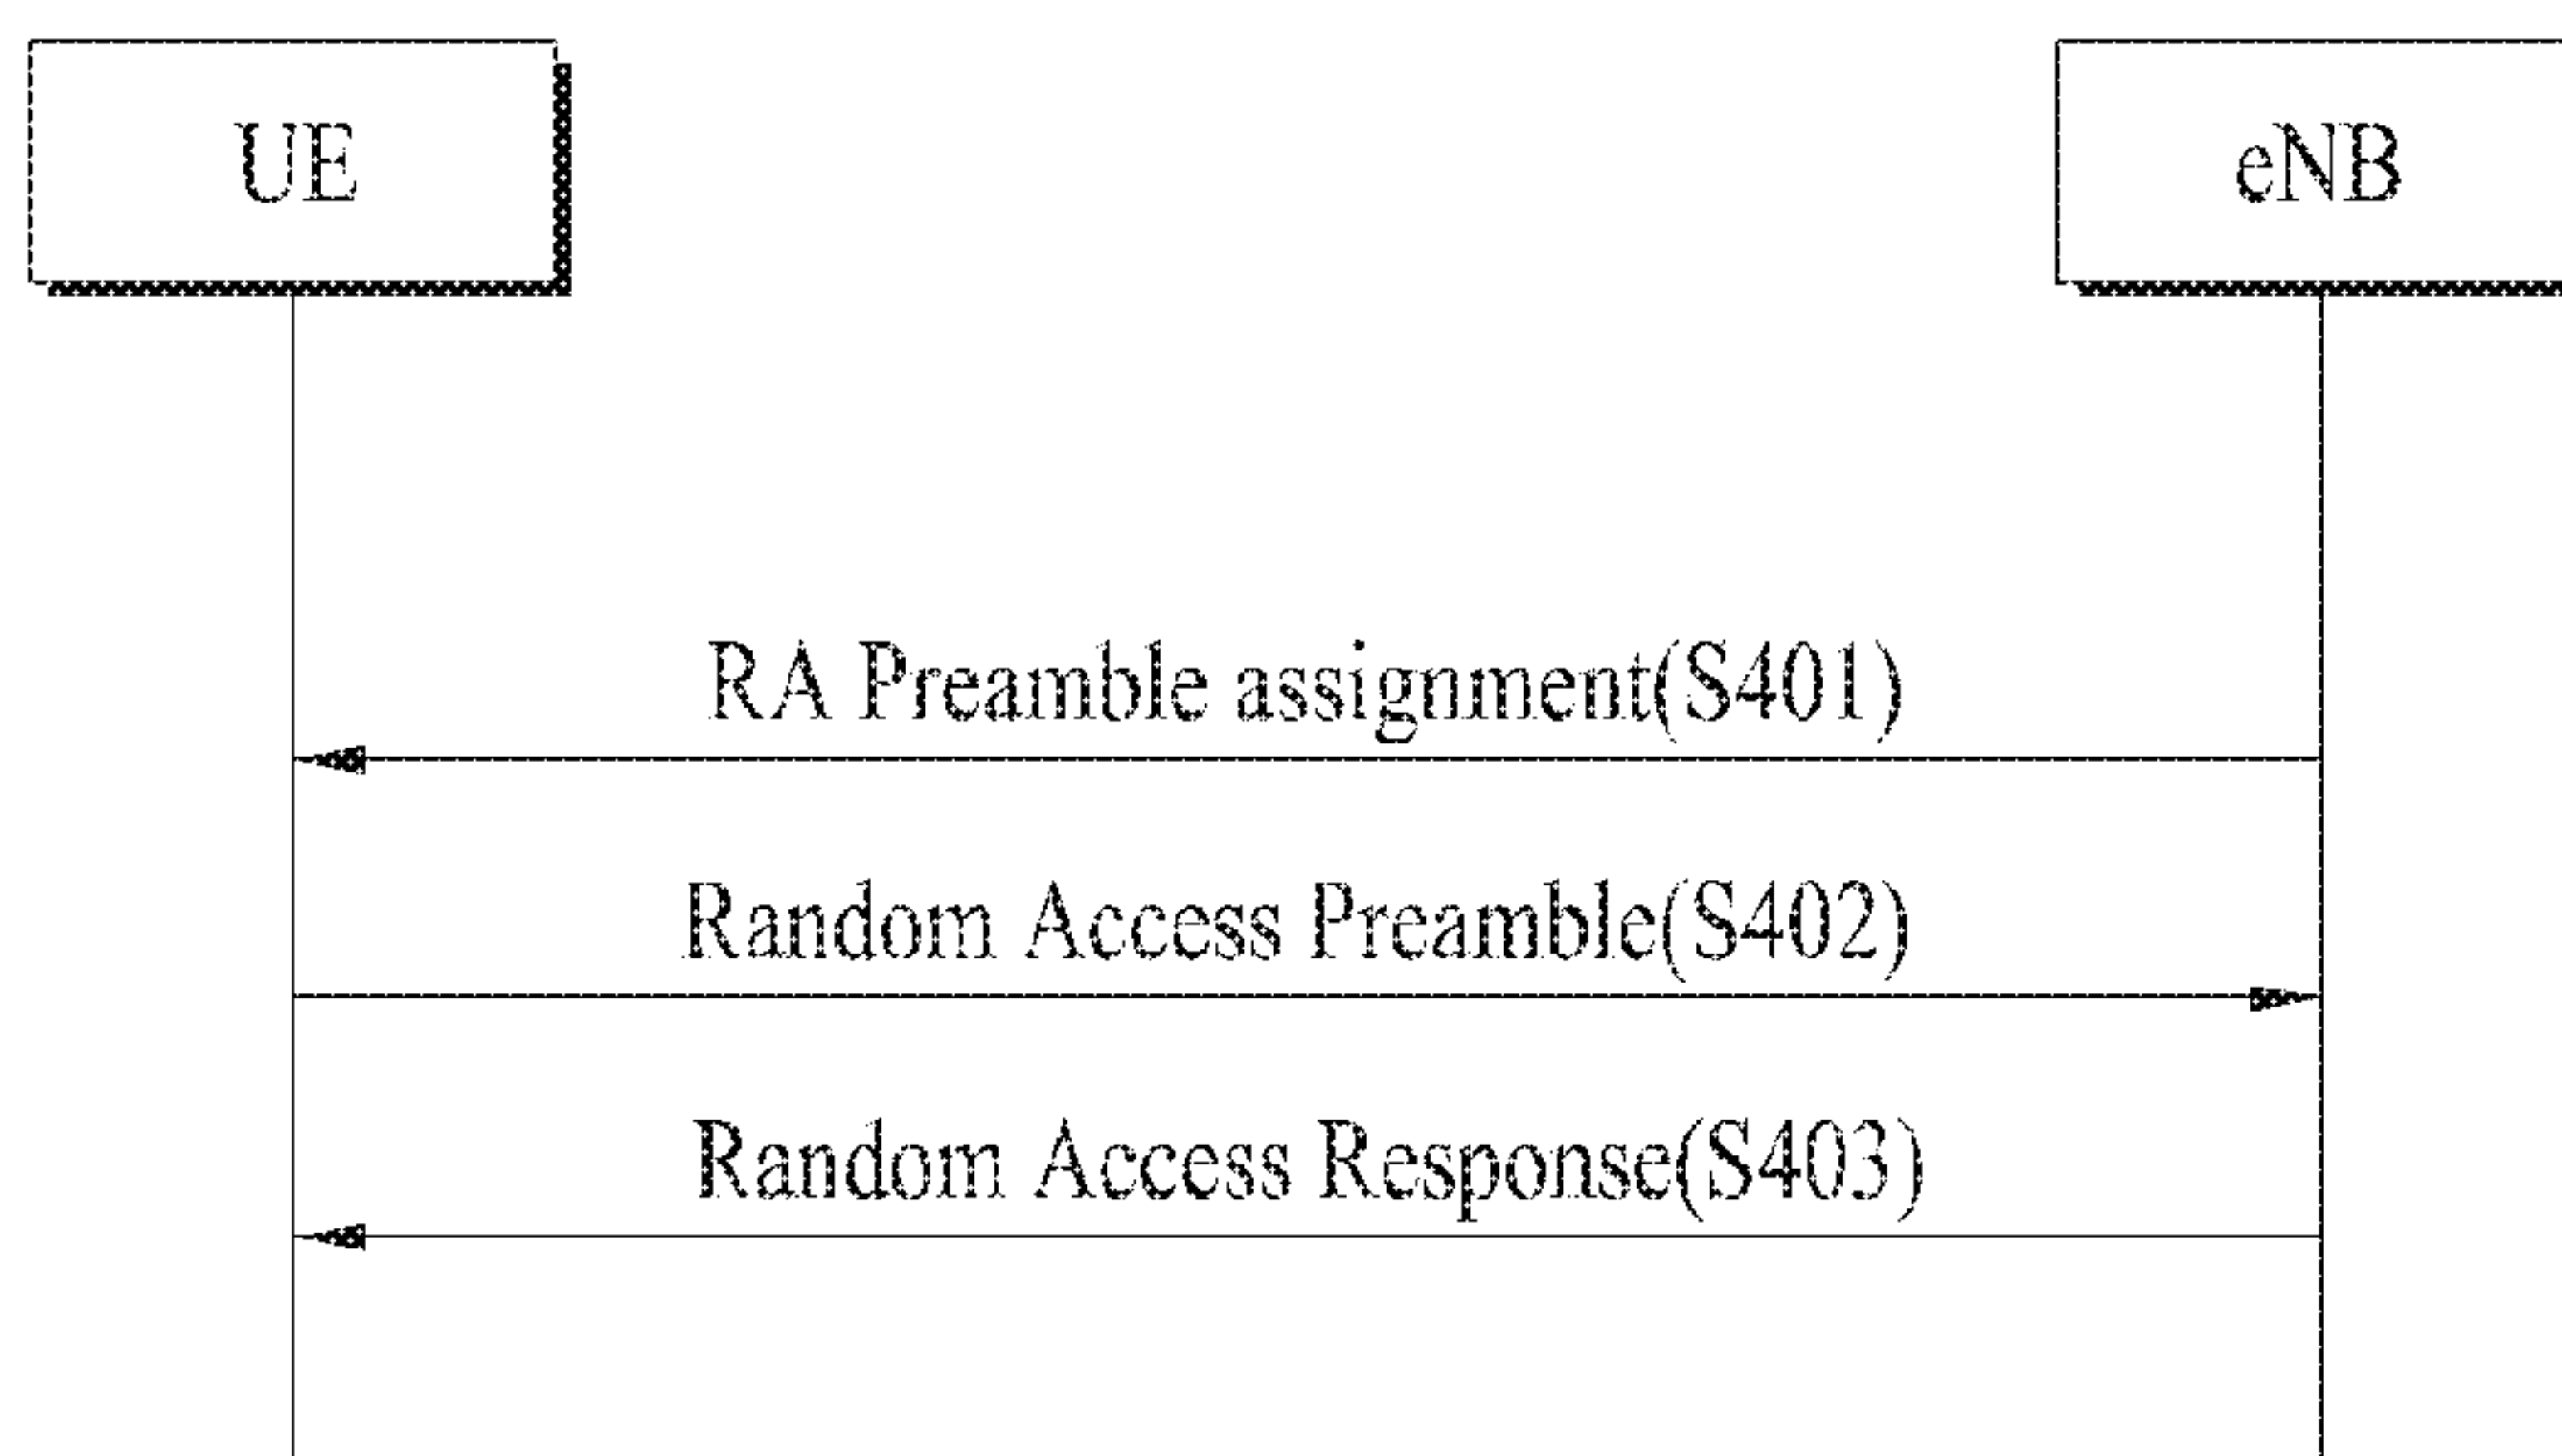 UE
eNB
RA Preamble assignment(S401)
Random Access Preamble(S402)
Random Access Response(S403)